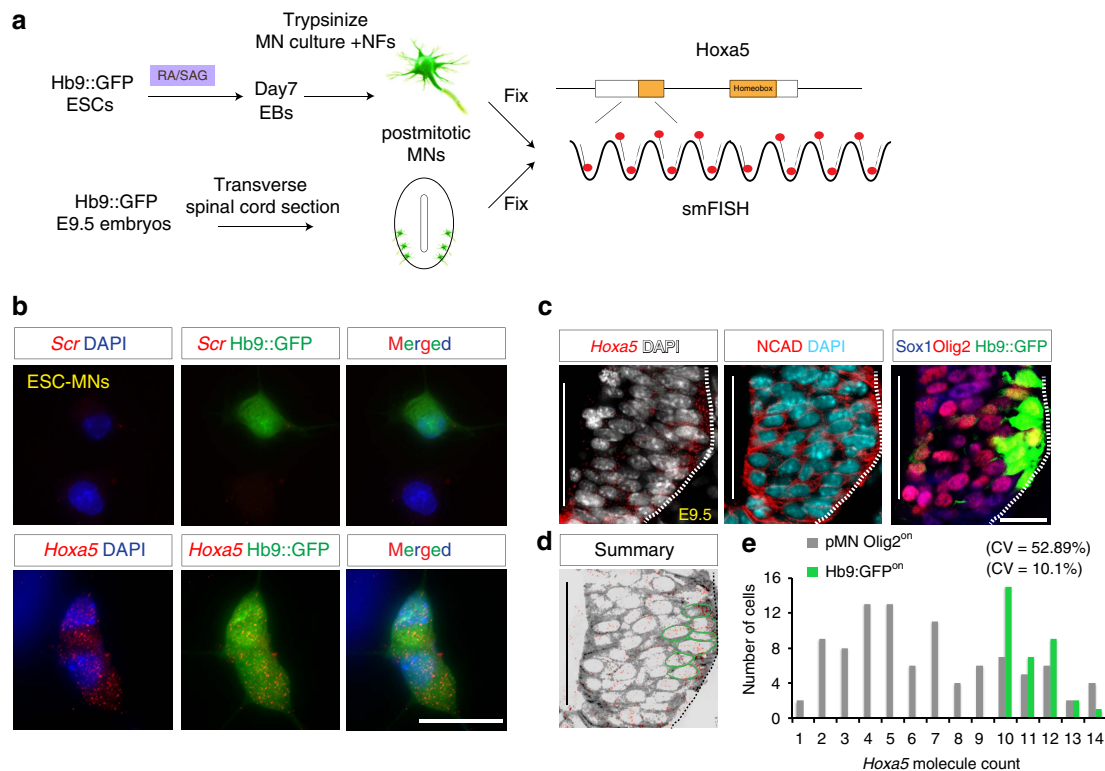 a
Trypsinize
MN culture +NFs
Hb9::GFP
ESCs
RA/SAG
Day7
EBs
postmitotic
MNs
Fix
Hoxa5
Homeobox
smFISH
Hb9::GFP
E9.5 embryos
Transverse
spinal cord section
Fix
b
Scr DAPI
Scr Hb9::GFP
Merged
ESC-MNs
Hoxa5 DAPI
Hoxa5 Hb9::GFP
Merged
c
Hoxa5 DAPI
NCAD DAPI
Sox1Olig2 Hb9::GFP
E9.5
d
Summary
e
pMN Olig2on
(CV = 52.89%)
Hb9:GFPon
(CV = 10.1%)
Number of cells
16
12
8
4
0
1 2 3 4 5 6 7 8 9 10 11 12 13 14
Hoxa5 molecule count